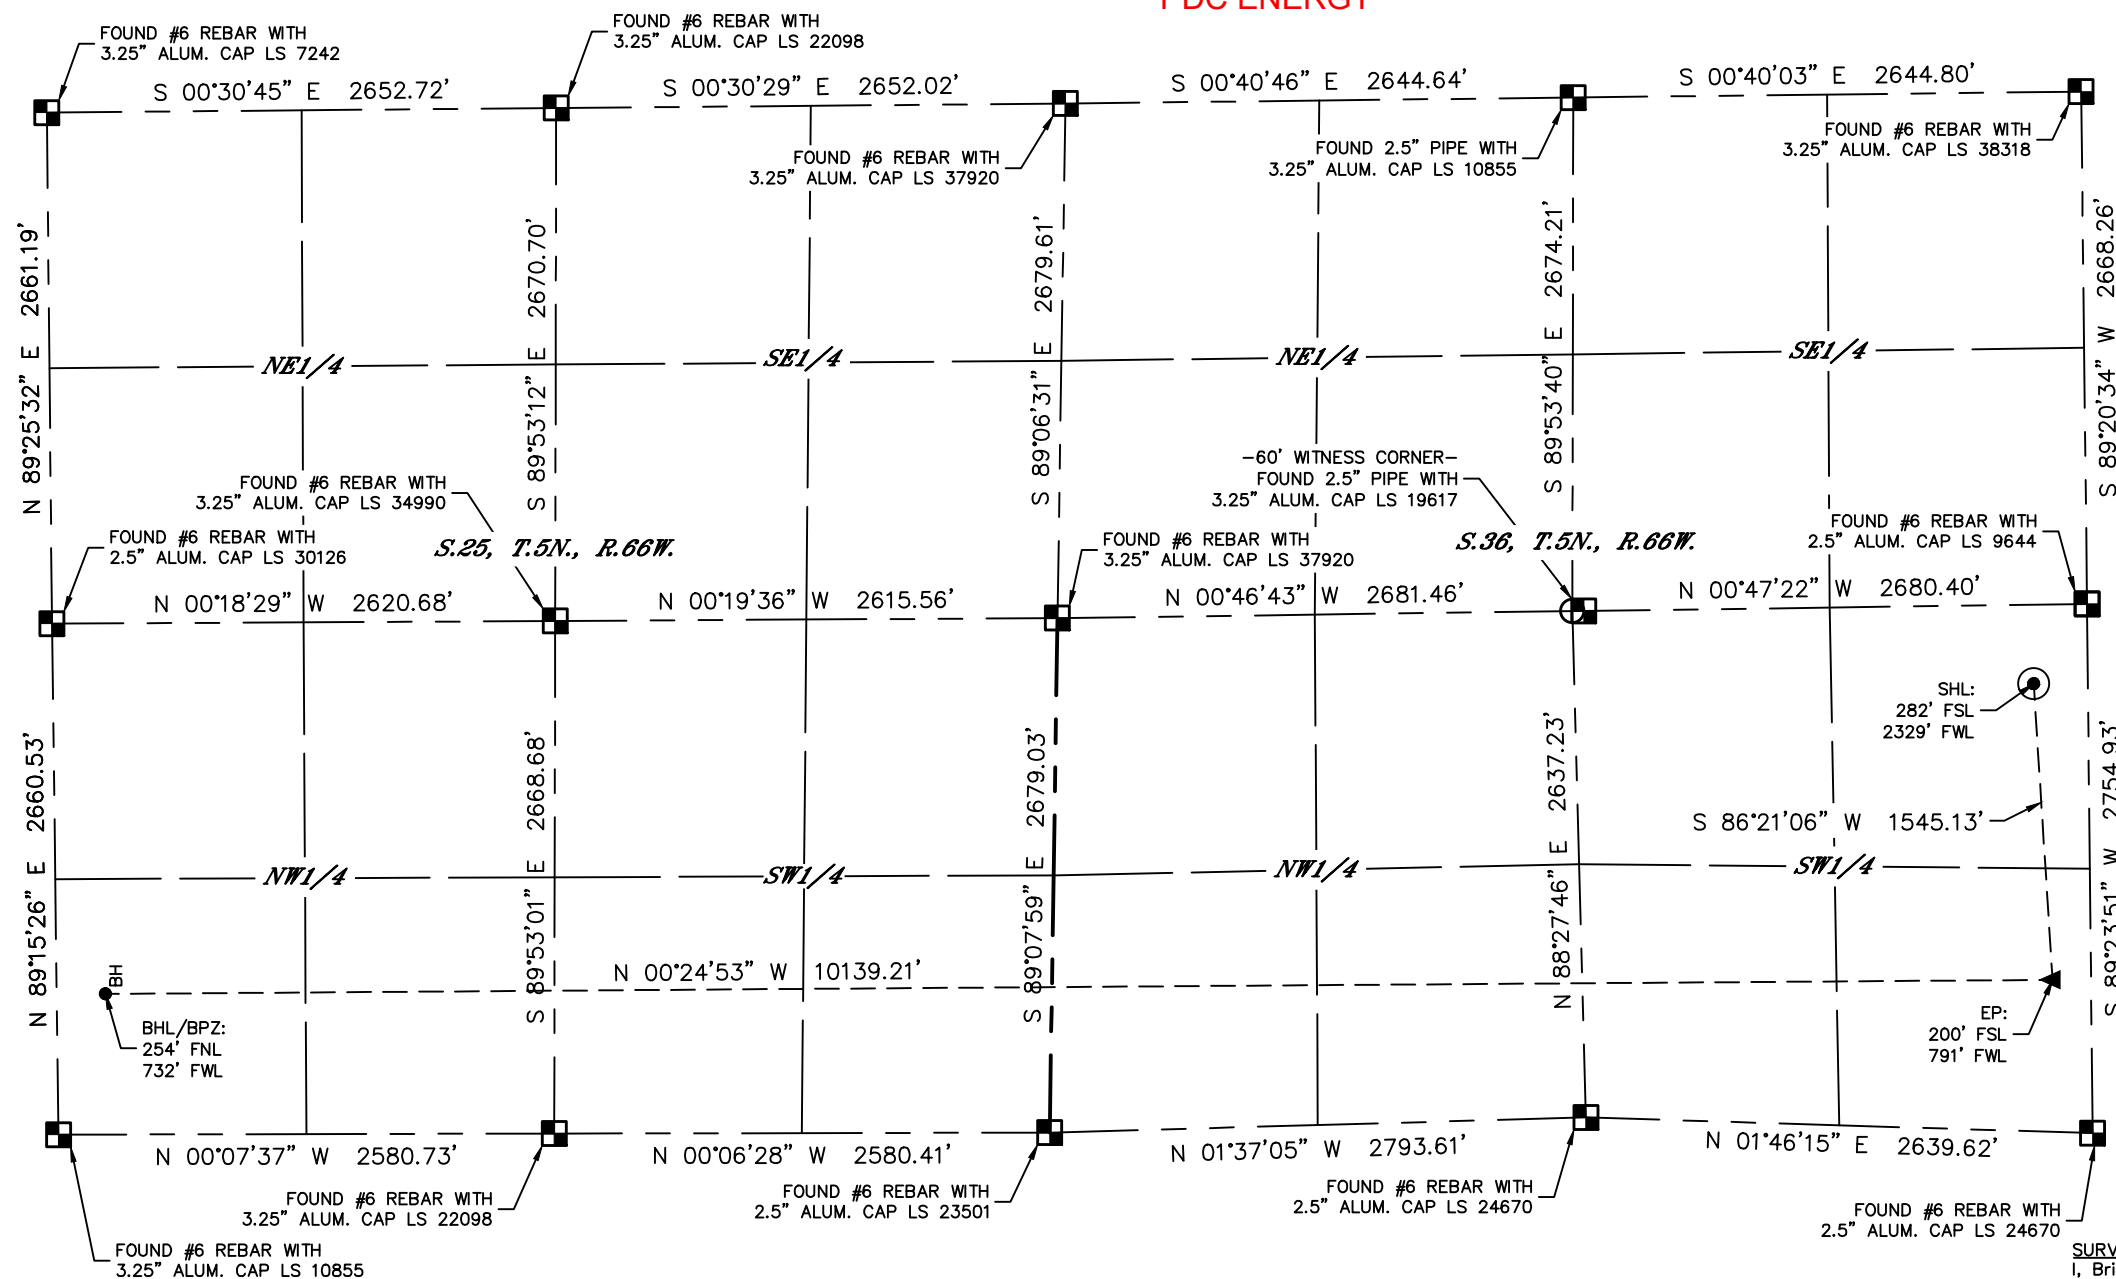 PDC ENERGY
FOUND #6 REBAR WITH
3.25" ALUM. CAP LS 7242
FOUND #6 REBAR WITH
3.25" ALUM. CAP LS 22098
S 00°30'45" E 2652.72'
S 00°30'29" E 2652.02'
S 00°40'46" E 2644.64'
S 00°40'03" E 2644.80'
FOUND #6 REBAR WITH
3.25" ALUM. CAP LS 37920
FOUND 2.5" PIPE WITH
3.25" ALUM. CAP LS 10855
FOUND #6 REBAR WITH
3.25" ALUM. CAP LS 38318
N 89°25'32" E 2661.19'
S 89°53'12" E 2670.70'
S 89°06'31" E 2679.61'
S 89°53'40" E 2674.21'
S 89°20'34" W 2668.26'
NE1/4
SE1/4
NE1/4
SE1/4
FOUND #6 REBAR WITH
3.25" ALUM. CAP LS 34990
-60' WITNESS CORNER-
FOUND 2.5" PIPE WITH
3.25" ALUM. CAP LS 19617
FOUND #6 REBAR WITH
2.5" ALUM. CAP LS 30126
S.25, T.5N., R.66W.
FOUND #6 REBAR WITH
3.25" ALUM. CAP LS 37920
S.36, T.5N., R.66W.
FOUND #6 REBAR WITH
2.5" ALUM. CAP LS 9644
N 00°18'29" W 2620.68'
N 00°19'36" W 2615.56'
N 00°46'43" W 2681.46'
N 00°47'22" W 2680.40'
SHL:
282' FSL
2329' FWL
N 89°15'26" E 2660.53'
S 89°53'01" E 2668.68'
S 89°07'59" E 2679.03'
N 88°27'46" E 2637.23'
S 89°23'51" W 2754.93'
S 86°21'06" W 1545.13'
NW1/4
SW1/4
NW1/4
SW1/4
BH
N 00°24'53" W 10139.21'
BHL/BPZ:
254' FNL
732' FWL
EP:
200' FSL
791' FWL
N 00°07'37" W 2580.73'
N 00°06'28" W 2580.41'
N 01°37'05" W 2793.61'
N 01°46'15" E 2639.62'
FOUND #6 REBAR WITH
3.25" ALUM. CAP LS 22098
FOUND #6 REBAR WITH
2.5" ALUM. CAP LS 23501
FOUND #6 REBAR WITH
2.5" ALUM. CAP LS 24670
FOUND #6 REBAR WITH
2.5" ALUM. CAP LS 24670
FOUND #6 REBAR WITH
3.25" ALUM. CAP LS 10855
SURV
I, Bri